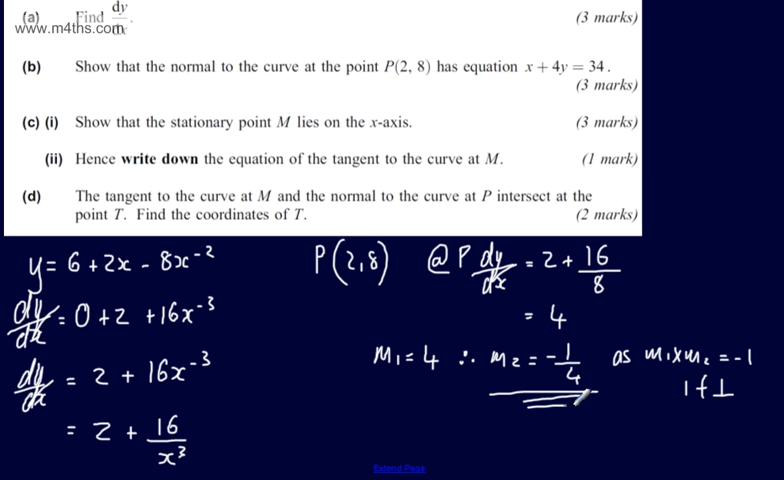 (a) Find dy/dx. (3 marks)
www.m4ths.com
(b) Show that the normal to the curve at the point P(2, 8) has equation x + 4y = 34.
(3 marks)
(c) (i) Show that the stationary point M lies on the x-axis. (3 marks)
(ii) Hence write down the equation of the tangent to the curve at M. (1 mark)
(d) The tangent to the curve at M and the normal to the curve at P intersect at the
point T. Find the coordinates of T. (2 marks)
y = 6 + 2x - 8x⁻²
dy/dx = 0 + 2 + 16x⁻³
dy/dx = 2 + 16x⁻³
= 2 + 16/x³
P(2,8) @P dy/dx = 2 + 16/8
= 4
m₁ = 4 ∴ m₂ = -1/4 as m₁×m₂ = -1
if ⊥
Extend Page